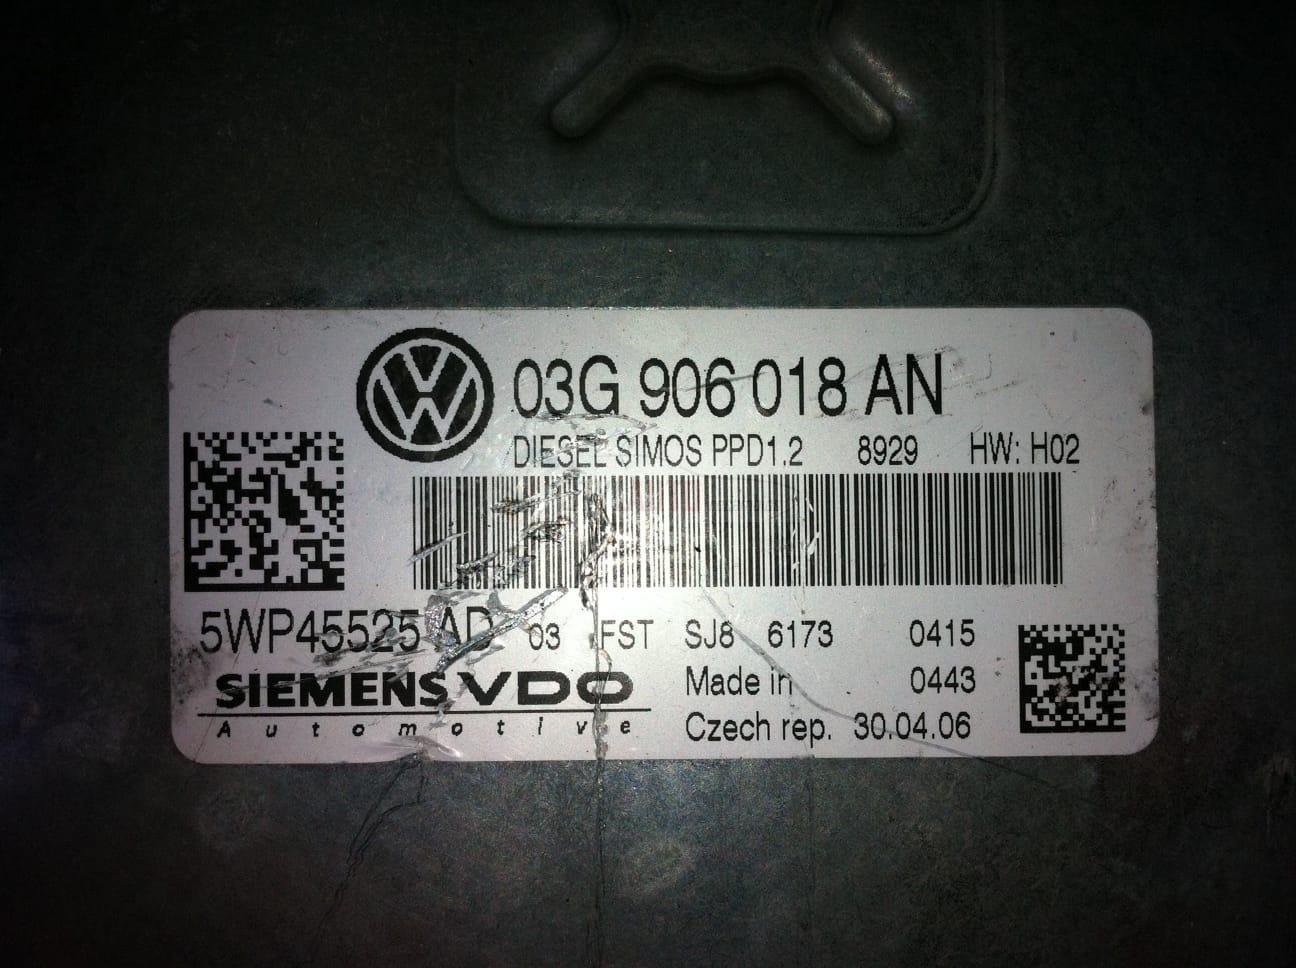 03G 906 018 AN
DIESEL SIMOS PPD1.2 8929 HW: H02
5WP45525 AD 03 FST SJ8 6173 0415
SIEMENS VDO Made in 0443
Automotive Czech rep. 30.04.06